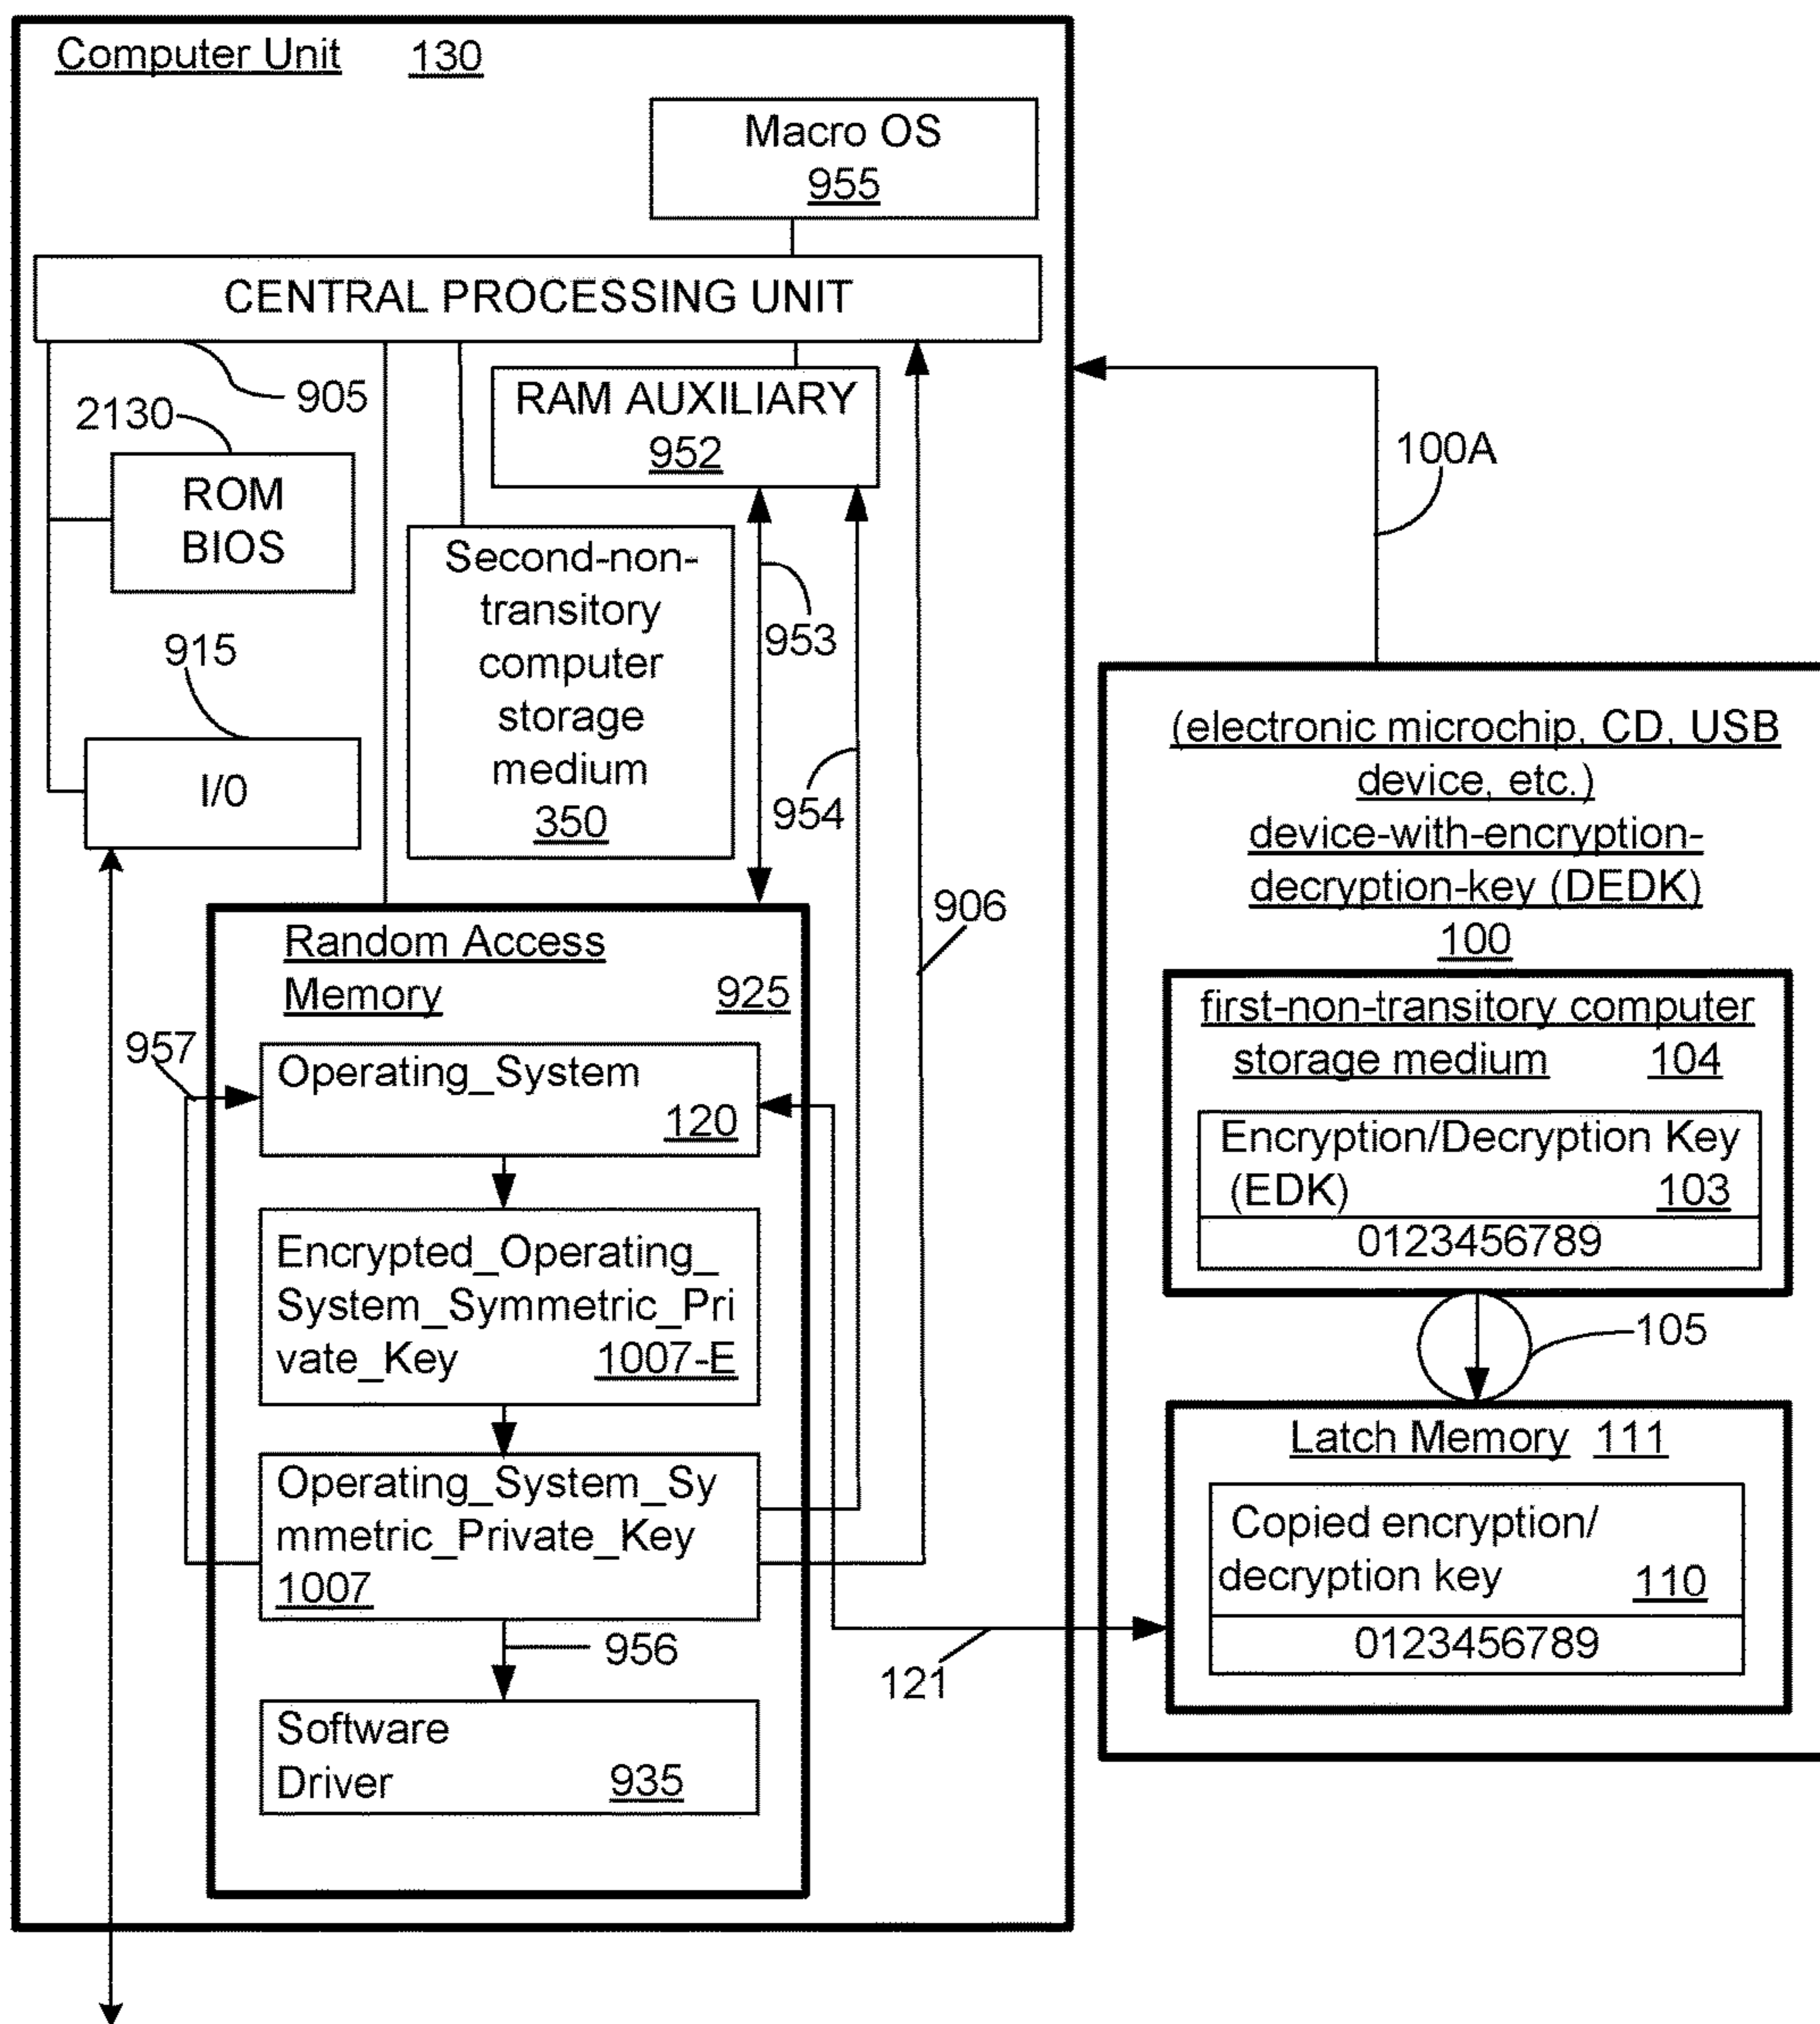 Computer Unit 130
Macro OS
955
CENTRAL PROCESSING UNIT
905
RAM AUXILIARY
952
2130
ROM
BIOS
100A
Second-non-
transitory
computer
storage
medium
350
953
915
I/0
954
906
(electronic microchip, CD, USB
device, etc.)
device-with-encryption-
decryption-key (DEDK)
100
first-non-transitory computer
storage medium 104
Encryption/Decryption Key
(EDK) 103
0123456789
105
Latch Memory 111
Copied encryption/
decryption key 110
0123456789
121
Random Access
Memory 925
957
Operating_System
120
Encrypted_Operating_
System_Symmetric_Pri
vate_Key 1007-E
Operating_System_Sy
mmetric_Private_Key
1007
956
Software
Driver 935